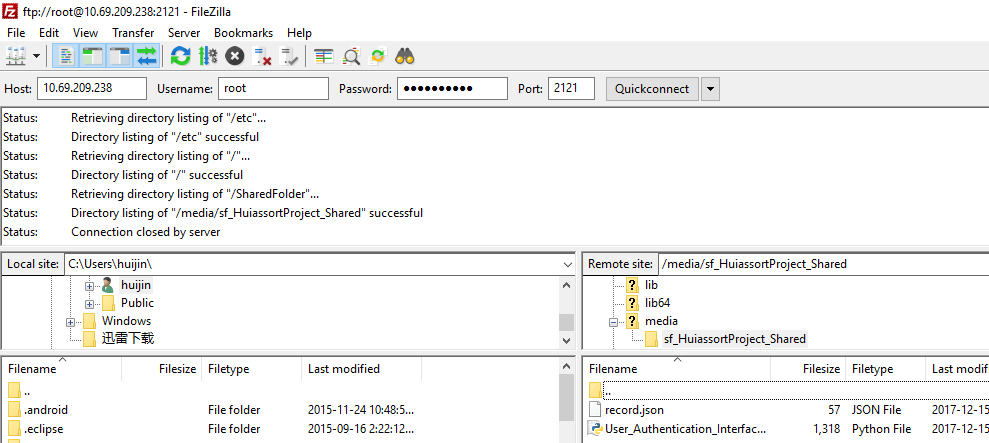 ftp://root@10.69.209.238:2121 - FileZilla
File Edit View Transfer Server Bookmarks Help
Host: 10.69.209.238 Username: root Password: ●●●●●●●●●● Port: 2121 Quickconnect
Status: Retrieving directory listing of "/etc"...
Status: Directory listing of "/etc" successful
Status: Retrieving directory listing of "/"...
Status: Directory listing of "/" successful
Status: Retrieving directory listing of "/SharedFolder"...
Status: Directory listing of "/media/sf_HuiassortProject_Shared" successful
Status: Connection closed by server
Local site: C:\Users\huijin\
huijin
Public
Windows
迅雷下载
Filename Filesize Filetype Last modified
..
.android File folder 2015-11-24 10:48:5...
.eclipse File folder 2015-09-16 2:22:12...
Remote site: /media/sf_HuiassortProject_Shared
? lib
? lib64
? media
sf_HuiassortProject_Shared
Filename Filesize Filetype Last modifi
..
record.json 57 JSON File 2017-12-15
User_Authentication_Interfac... 1,318 Python File 2017-12-15